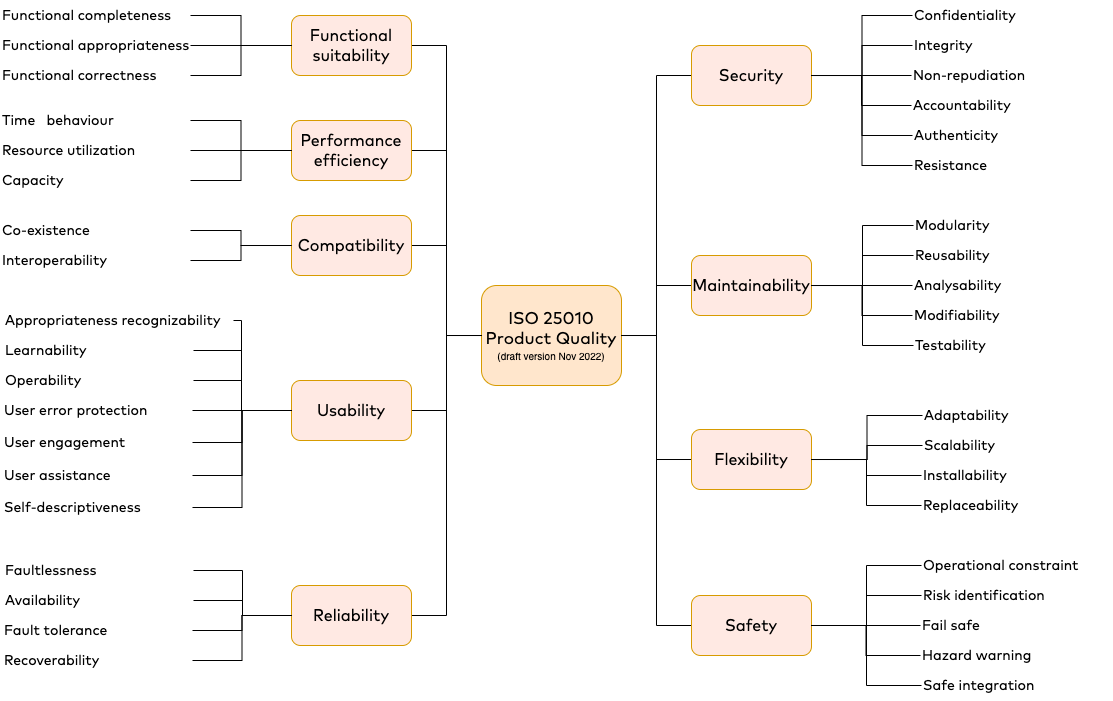 Functional completeness
Functional appropriateness
Functional correctness
Functional
suitability
Time behaviour
Resource utilization
Capacity
Performance
efficiency
Co-existence
Interoperability
Compatibility
Appropriateness recognizability
Learnability
Operability
User error protection
User engagement
User assistance
Self-descriptiveness
Usability
Faultlessness
Availability
Fault tolerance
Recoverability
Reliability
ISO 25010
Product Quality
(draft version Nov 2022)
Security
Confidentiality
Integrity
Non-repudiation
Accountability
Authenticity
Resistance
Maintainability
Modularity
Reusability
Analysability
Modifiability
Testability
Flexibility
Adaptability
Scalability
Installability
Replaceability
Safety
Operational constraint
Risk identification
Fail safe
Hazard warning
Safe integration